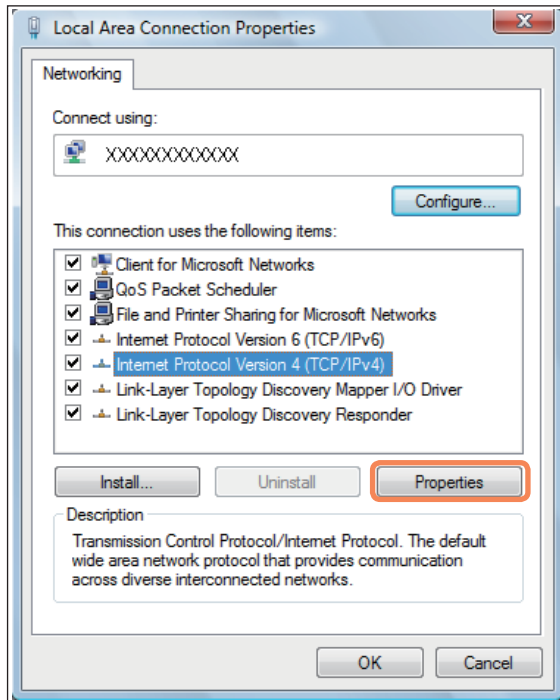 Local Area Connection Properties
Networking
Connect using:
XXXXXXXXXXXX
Configure...
This connection uses the following items:
Client for Microsoft Networks
QoS Packet Scheduler
File and Printer Sharing for Microsoft Networks
Internet Protocol Version 6 (TCP/IPv6)
Internet Protocol Version 4 (TCP/IPv4)
Link-Layer Topology Discovery Mapper I/O Driver
Link-Layer Topology Discovery Responder
Install... Uninstall Properties
Description
Transmission Control Protocol/Internet Protocol. The default
wide area network protocol that provides communication
across diverse interconnected networks.
OK Cancel